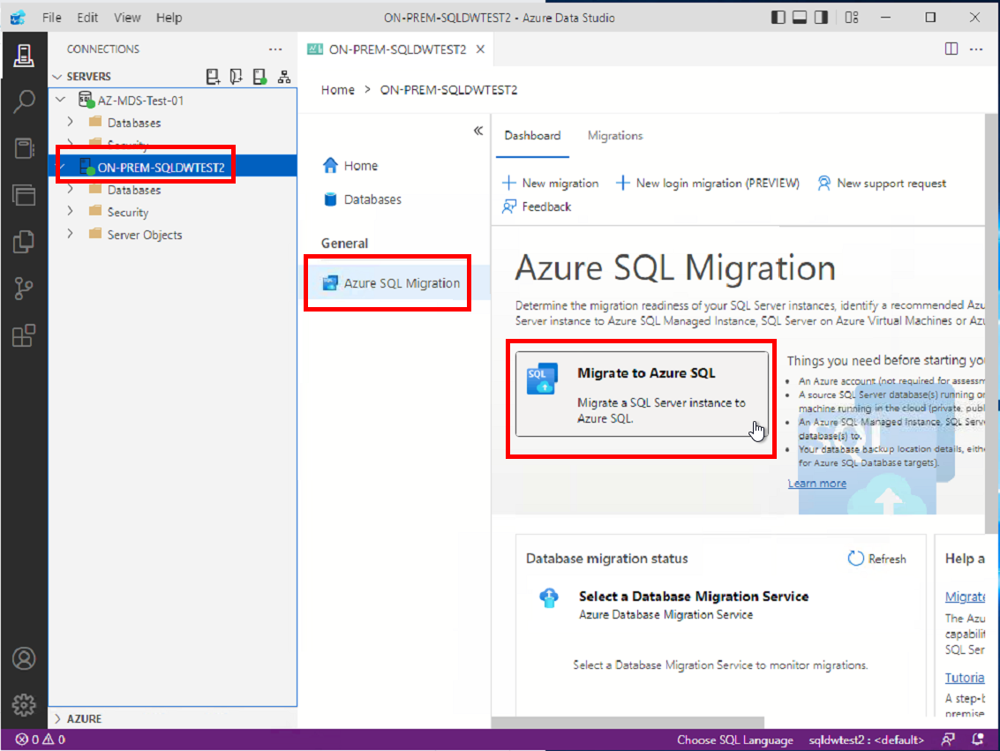 File Edit View Help
ON-PREM-SQLDWTEST2 - Azure Data Studio
CONNECTIONS
SERVERS
AZ-MDS-Test-01
Databases
Security
ON-PREM-SQLDWTEST2
Databases
Security
Server Objects
AZURE
ON-PREM-SQLDWTEST2
Home > ON-PREM-SQLDWTEST2
Home
Databases
General
Azure SQL Migration
Dashboard Migrations
New migration New login migration (PREVIEW) New support request
Feedback
Azure SQL Migration
Determine the migration readiness of your SQL Server instances, identify a recommended Azu
Server instance to Azure SQL Managed Instance, SQL Server on Azure Virtual Machines or Azu
SQL
Migrate to Azure SQL
Migrate a SQL Server instance to
Azure SQL.
Things you need before starting yo
• An Azure account (not required for assessm
• A source SQL Server database(s) running on
machine running in the cloud (private, publ
• An Azure SQL Managed Instance, SQL Serv
database(s) to.
• Your database backup location details, eithe
for Azure SQL Database targets).
Learn more
Database migration status
Refresh
Select a Database Migration Service
Azure Database Migration Service
Select a Database Migration Service to monitor migrations.
Help a
Migrate
The Azu
capabilit
SQL Ser
Tutoria
A step-b
premise
0 0
Choose SQL Language sqldwtest2 : <default>